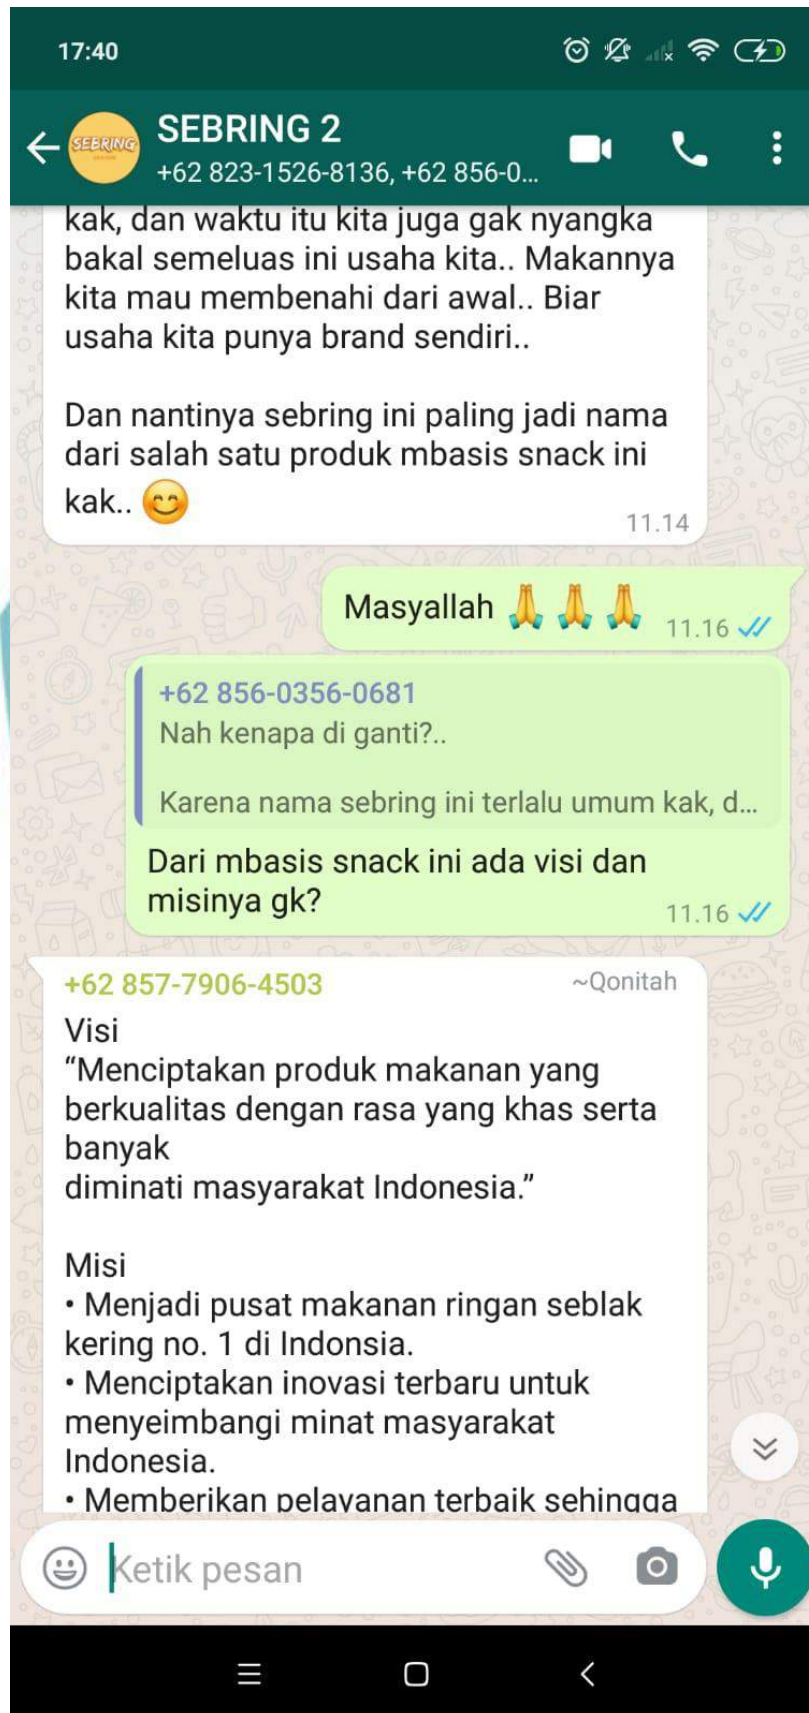 17:40
SEBRING
SEBRING 2
+62 823-1526-8136, +62 856-0...
kak, dan waktu itu kita juga gak nyangka
bakal semeluas ini usaha kita.. Makannya
kita mau membenahi dari awal.. Biar
usaha kita punya brand sendiri..
Dan nantinya sebring ini paling jadi nama
dari salah satu produk mbasis snack ini
kak.. 😊
11.14
Masyallah 🙏 🙏 🙏 11.16
+62 856-0356-0681
Nah kenapa di ganti?..
Karena nama sebring ini terlalu umum kak, d...
Dari mbasis snack ini ada visi dan
misinya gk?
11.16
+62 857-7906-4503 ~Qonitah
Visi
“Menciptakan produk makanan yang
berkualitas dengan rasa yang khas serta
banyak
diminati masyarakat Indonesia.”
Misi
• Menjadi pusat makanan ringan seblak
kering no. 1 di Indonsia.
• Menciptakan inovasi terbaru untuk
menyeimbangi minat masyarakat
Indonesia.
• Memberikan pelayanan terbaik sehingga
Ketik pesan